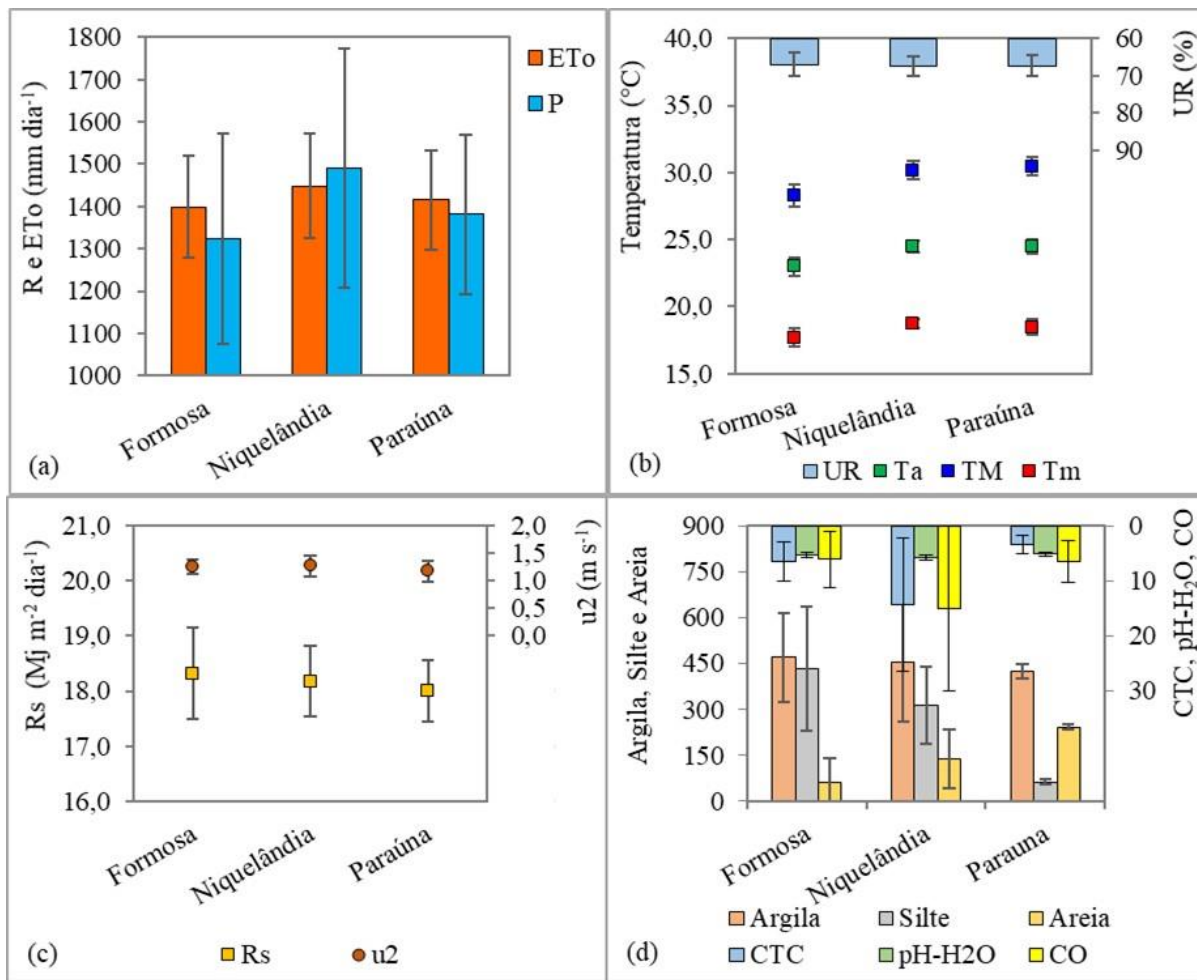 R e ETo (mm dia⁻¹)
1800
1700
1600
1500
1400
1300
1200
1100
1000
ETo
P
Formosa
Niquelândia
Paraúna
(a)
Temperatura (°C)
40,0
35,0
30,0
25,0
20,0
15,0
60
70
80
90
UR (%)
Formosa
Niquelândia
Paraúna
(b)
UR Ta TM Tm
Rs (Mj m⁻² dia⁻¹)
21,0
20,0
19,0
18,0
17,0
16,0
2,0
1,5
1,0
0,5
0,0
u2 (m s⁻¹)
Formosa
Niquelândia
Paraúna
(c)
Rs u2
Argila, Silte e Areia
900
750
600
450
300
150
0
0
10
20
30
CTC, pH-H₂O, CO
Formosa
Niquelândia
Parauna
(d)
Argila Silte Areia
CTC pH-H2O CO